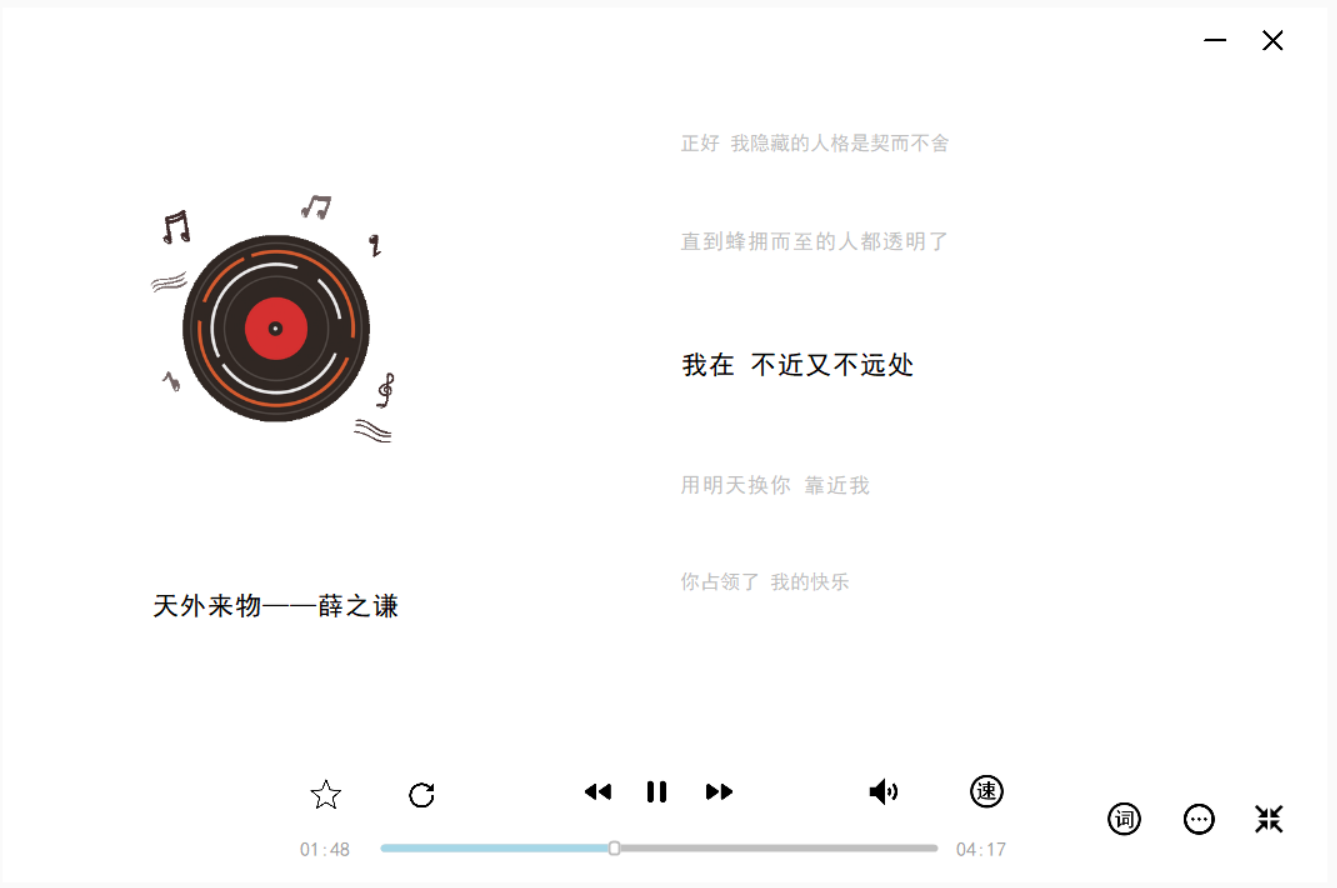 正好 我隐藏的人格是契而不舍
直到蜂拥而至的人都透明了
我在 不近又不远处
用明天换你 靠近我
你占领了 我的快乐
天外来物——薛之谦
速
词
01:48
04:17